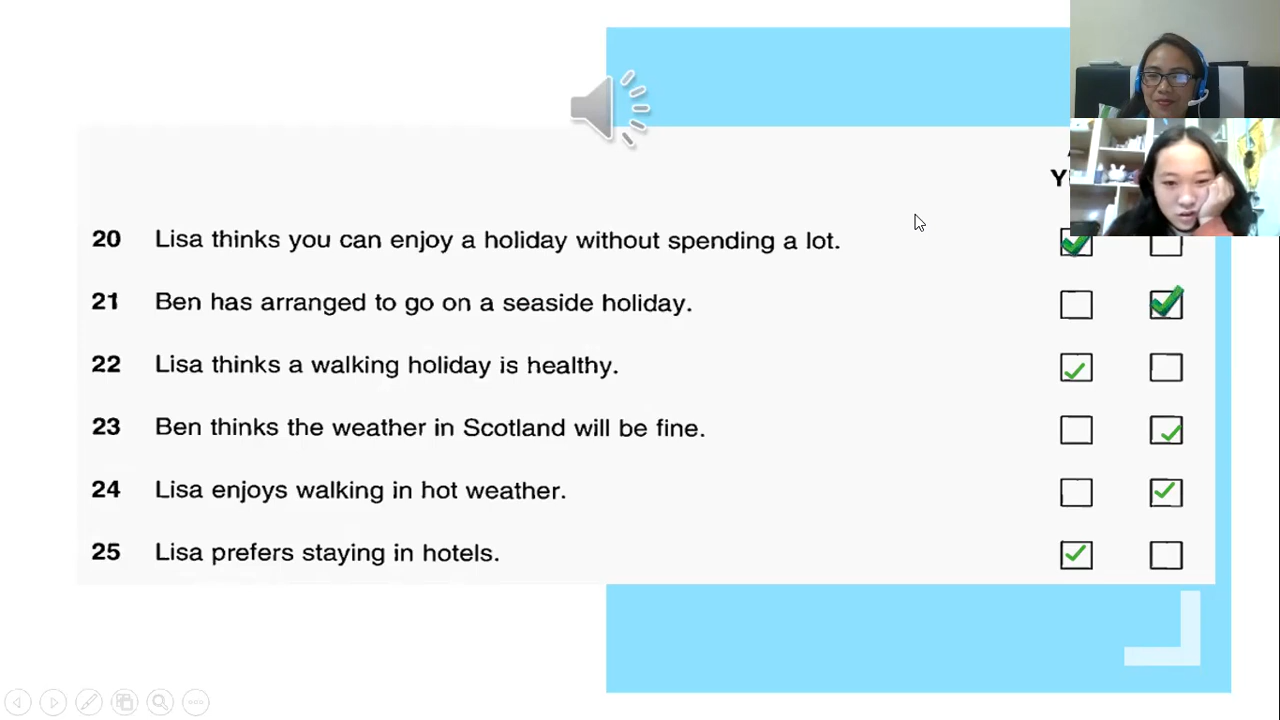 20 Lisa thinks you can enjoy a holiday without spending a lot.
21 Ben has arranged to go on a seaside holiday.
22 Lisa thinks a walking holiday is healthy.
23 Ben thinks the weather in Scotland will be fine.
24 Lisa enjoys walking in hot weather.
25 Lisa prefers staying in hotels.